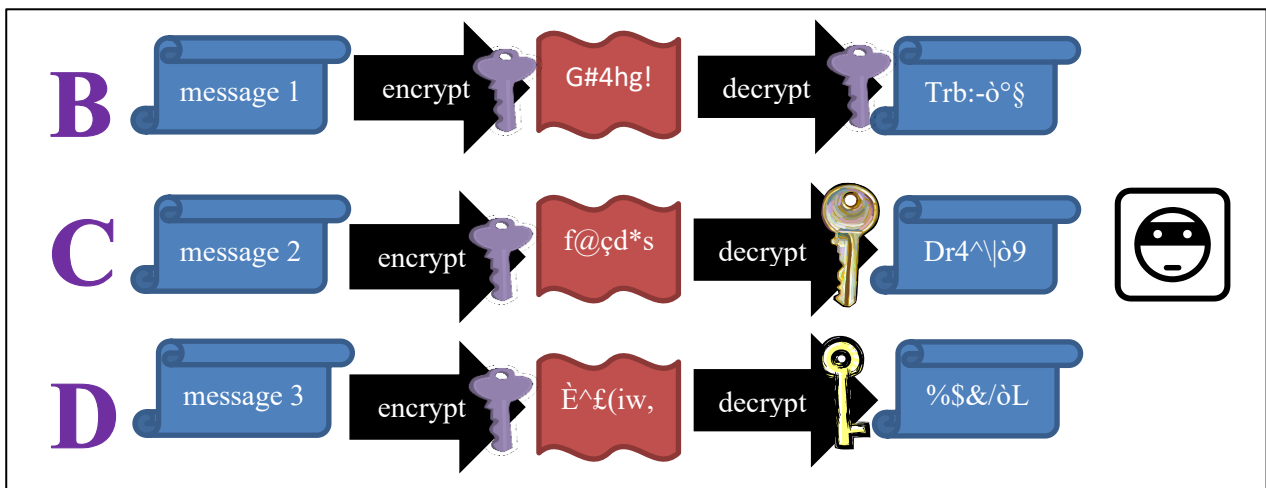 B message 1 encrypt G#4hg! decrypt Trb:-ò°§
C message 2 encrypt f@çd*s decrypt Dr4^\|ò9
D message 3 encrypt È^£(iw, decrypt %$&/òL